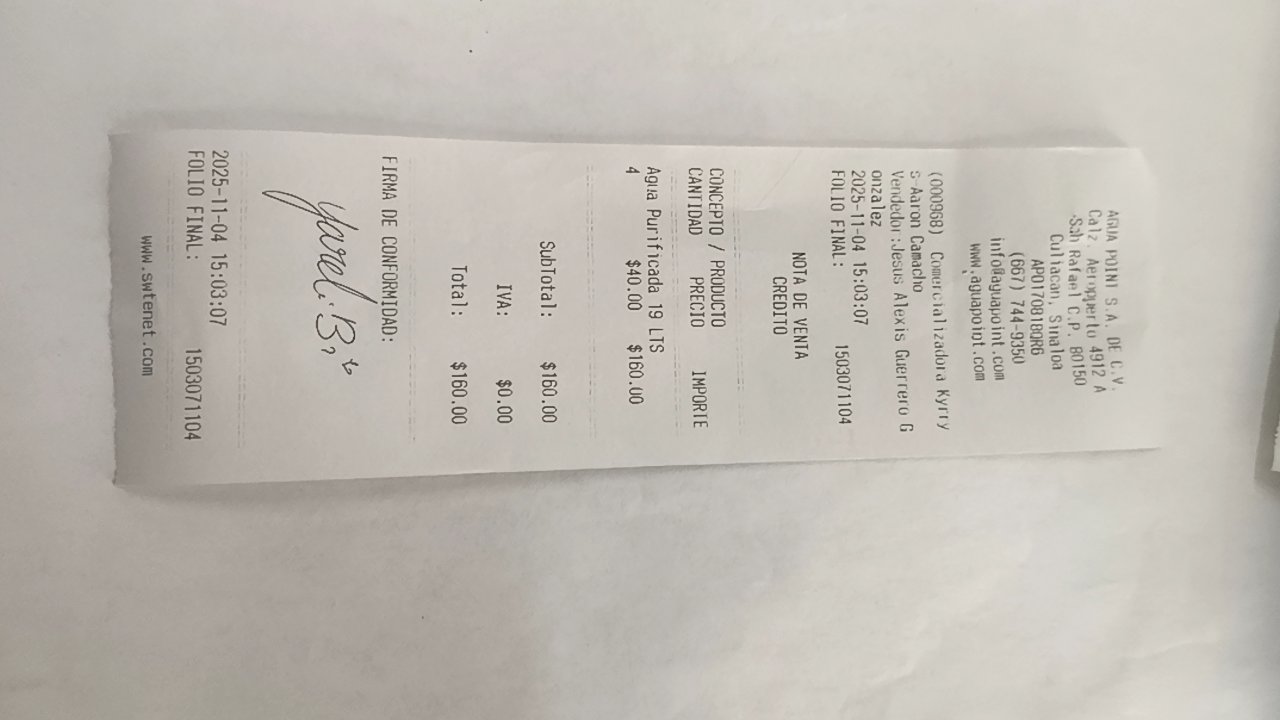 AGUA POINT S.A. DE C.V.
Calz. Aeropuerto 4912 A
San Rafael C.P. 80150
Culiacan, Sinaloa
APO170818QR6
(667) 744-9350
info@aguapoint.com
www.aguapoint.com
(000968) Comercializadora Kyrry
s-Aaron Camacho
Vendedor:Jesus Alexis Guerrero G
onzalez
2025-11-04 15:03:07
FOLIO FINAL: 1503071104
NOTA DE VENTA
CREDITO
CONCEPTO / PRODUCTO
CANTIDAD PRECIO IMPORTE
Agua Purificada 19 LTS
4 $40.00 $160.00
SubTotal: $160.00
IVA: $0.00
Total: $160.00
FIRMA DE CONFORMIDAD:
Yarel: B
2025-11-04 15:03:07
FOLIO FINAL: 1503071104
www.swtenet.com